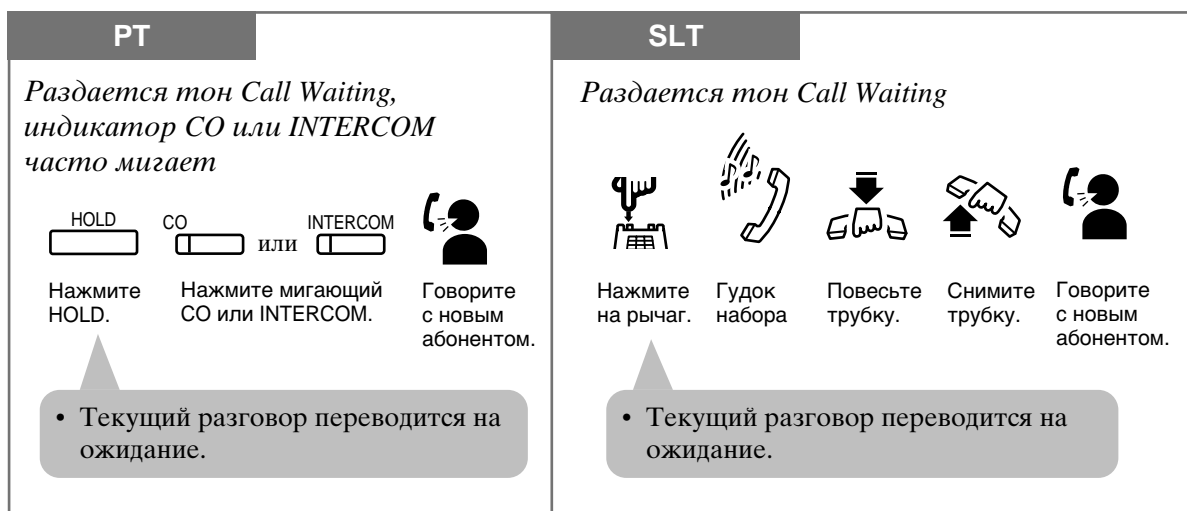 PT
Раздается тон Call Waiting,
индикатор CO или INTERCOM
часто мигает
HOLD
CO
или
INTERCOM
Нажмите
HOLD.
Нажмите мигающий
CO или INTERCOM.
Говорите
с новым
абонентом.
• Текущий разговор переводится на
ожидание.
SLT
Раздается тон Call Waiting
Нажмите
на рычаг.
Гудок
набора
Повесьте
трубку.
Снимите
трубку.
Говорите
с новым
абонентом.
• Текущий разговор переводится на
ожидание.